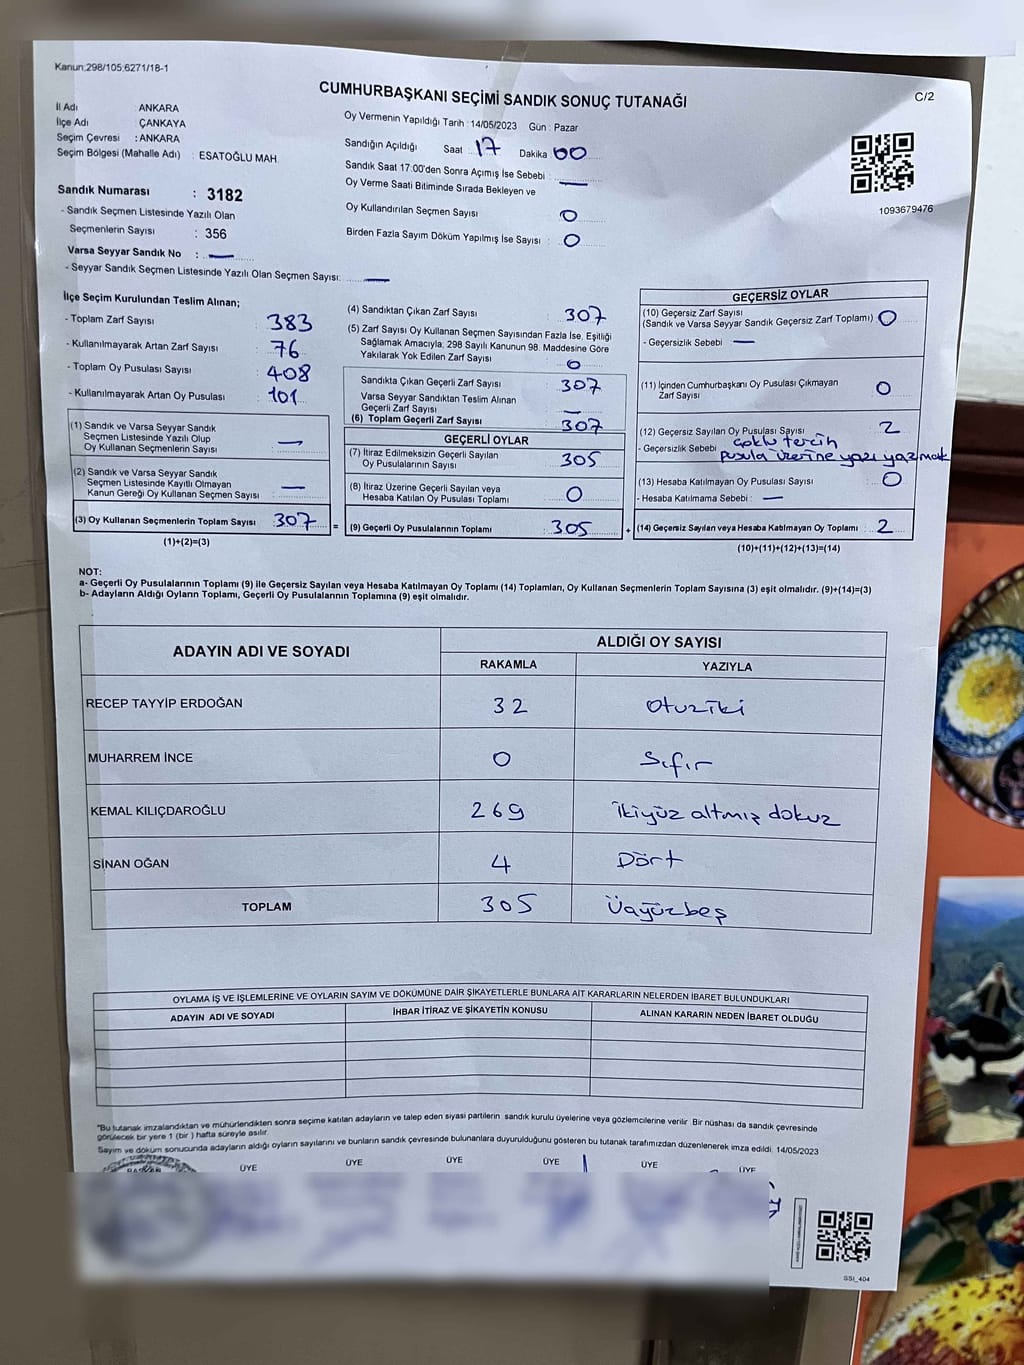 Kanun:298/105;6271/18-1
C/2
CUMHURBAŞKANI SEÇİMİ SANDIK SONUÇ TUTANAĞI
İl Adı : ANKARA
İlçe Adı : ÇANKAYA
Seçim Çevresi : ANKARA
Seçim Bölgesi (Mahalle Adı) : ESATOĞLU MAH.
Oy Vermenin Yapıldığı Tarih : 14/05/2023 Gün : Pazar
Sandığın Açıldığı Saat : 17 Dakika : 00
Sandık Saat 17:00'den Sonra Açımış İse Sebebi : —
Oy Verme Saati Bitiminde Sırada Bekleyen ve
Oy Kullandırılan Seçmen Sayısı : 0
Birden Fazla Sayım Döküm Yapılmış İse Sayısı : 0
1093679476
Sandık Numarası : 3182
- Sandık Seçmen Listesinde Yazılı Olan
Seçmenlerin Sayısı : 356
Varsa Seyyar Sandık No : —
- Seyyar Sandık Seçmen Listesinde Yazılı Olan Seçmen Sayısı: —
İlçe Seçim Kurulundan Teslim Alınan;
- Toplam Zarf Sayısı : 383
- Kullanılmayarak Artan Zarf Sayısı : 76
- Toplam Oy Pusulası Sayısı : 408
- Kullanılmayarak Artan Oy Pusulası : 101
(1) Sandık ve Varsa Seyyar Sandık
Seçmen Listesinde Yazılı Olup
Oy Kullanan Seçmenlerin Sayısı —
(2) Sandık ve Varsa Seyyar Sandık
Seçmen Listesinde Kayıtlı Olmayan
Kanun Gereği Oy Kullanan Seçmen Sayısı —
(3) Oy Kullanan Seçmenlerin Toplam Sayısı 307 =
(1)+(2)=(3)
(4) Sandıktan Çıkan Zarf Sayısı : 307
(5) Zarf Sayısı Oy Kullanan Seçmen Sayısından Fazla İse, Eşitliği
Sağlamak Amacıyla; 298 Sayılı Kanunun 98. Maddesine Göre
Yakılarak Yok Edilen Zarf Sayısı : 0
Sandıkta Çıkan Geçerli Zarf Sayısı : 307
Varsa Seyyar Sandıktan Teslim Alınan
Geçerli Zarf Sayısı : —
(6) Toplam Geçerli Zarf Sayısı : 307
GEÇERLİ OYLAR
(7) İtiraz Edilmeksizin Geçerli Sayılan
Oy Pusulalarının Sayısı : 305
(8) İtiraz Üzerine Geçerli Sayılan veya
Hesaba Katılan Oy Pusulası Toplamı : 0
(9) Geçerli Oy Pusulalarının Toplamı : 305 +
GEÇERSİZ OYLAR
(10) Geçersiz Zarf Sayısı
(Sandık ve Varsa Seyyar Sandık Geçersiz Zarf Toplamı) : 0
- Geçersizlik Sebebi : —
(11) İçinden Cumhurbaşkanı Oy Pusulası Çıkmayan
Zarf Sayısı : 0
(12) Geçersiz Sayılan Oy Pusulası Sayısı : 2
- Geçersizlik Sebebi : çoklu tercih
pusula üzerine yazı yazmak
(13) Hesaba Katılmayan Oy Pusulası Sayısı : 0
- Hesaba Katılmama Sebebi : —
(14) Geçersiz Sayılan veya Hesaba Katılmayan Oy Toplamı : 2
(10)+(11)+(12)+(13)=(14)
NOT:
a- Geçerli Oy Pusulalarının Toplamı (9) ile Geçersiz Sayılan veya Hesaba Katılmayan Oy Toplamı (14) Toplamları, Oy Kullanan Seçmenlerin Toplam Sayısına (3) eşit olmalıdır. (9)+(14)=(3)
b- Adayların Aldığı Oyların Toplamı, Geçerli Oy Pusulalarının Toplamına (9) eşit olmalıdır.
ADAYIN ADI VE SOYADI ALDIĞI OY SAYISI
RAKAMLA YAZIYLA
RECEP TAYYİP ERDOĞAN 32 otuziki
MUHARREM İNCE 0 Sıfır
KEMAL KILIÇDAROĞLU 269 İkiyüz altmış dokuz
SİNAN OĞAN 4 Dört
TOPLAM 305 Üçyüzbeş
OYLAMA İŞ VE İŞLEMLERİNE VE OYLARIN SAYIM VE DÖKÜMÜNE DAİR ŞİKAYETLERLE BUNLARA AİT KARARLARIN NELERDEN İBARET BULUNDUKLARI
ADAYIN ADI VE SOYADI İHBAR İTİRAZ VE ŞİKAYETİN KONUSU ALINAN KARARIN NEDEN İBARET OLDUĞU
"Bu tutanak imzalandıktan ve mühürlendikten sonra seçime katılan adayların ve talep eden siyasi partilerin sandık kurulu üyelerine veya gözlemcilerine verilir. Bir nüshası da sandık çevresinde
görülecek bir yere 1 (bir) hafta süreyle asılır.
Sayım ve döküm sonucunda adayların aldığı oyların sayılarını ve bunların sandık çevresinde bulunanlara duyurulduğunu gösteren bu tutanak tarafımızdan düzenlenerek imza edildi. 14/05/2023
ÜYE ÜYE ÜYE ÜYE ÜYE ÜYE
SSI_404